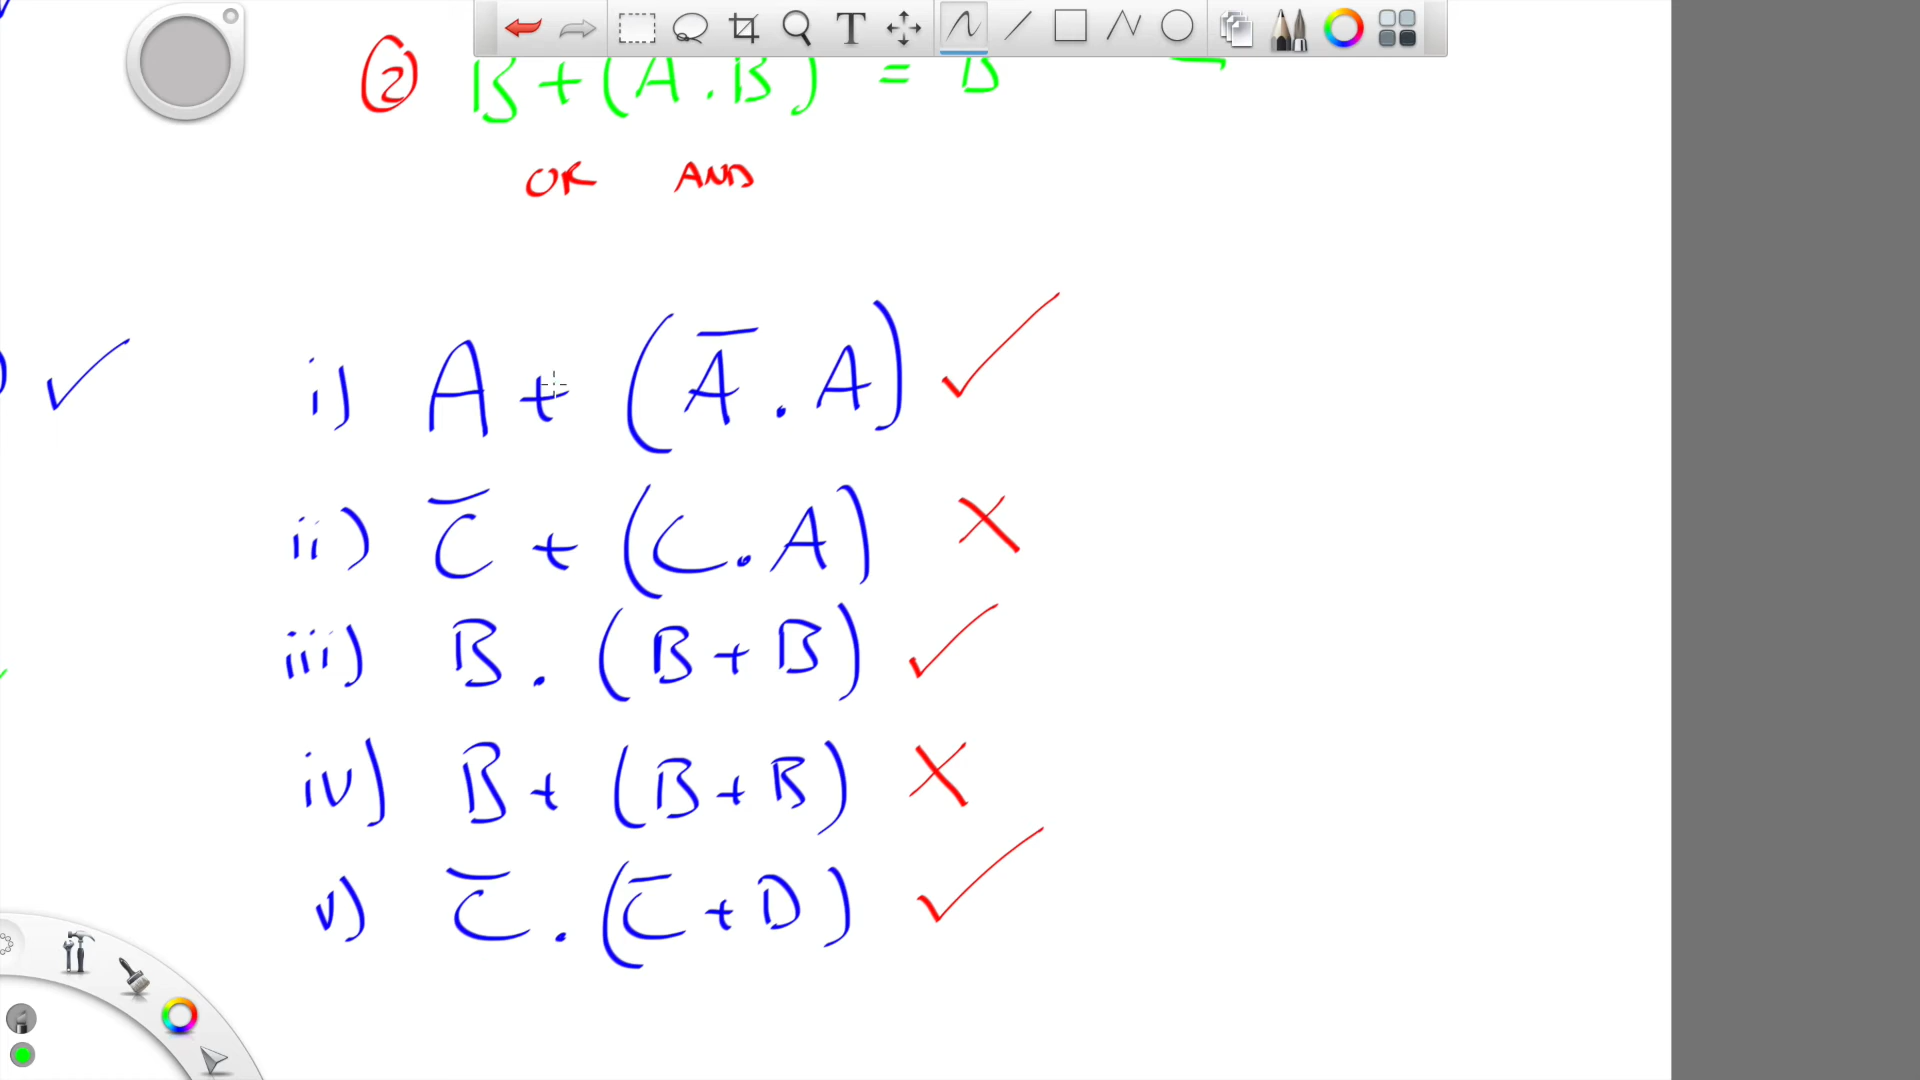 ② B + (A . B) = B
OR AND
i) A + (A̅ . A) ✓
ii) C̅ + (C . A) X
iii) B . (B + B) ✓
iv) B + (B + B) X
v) C̅ . (C̅ + D) ✓